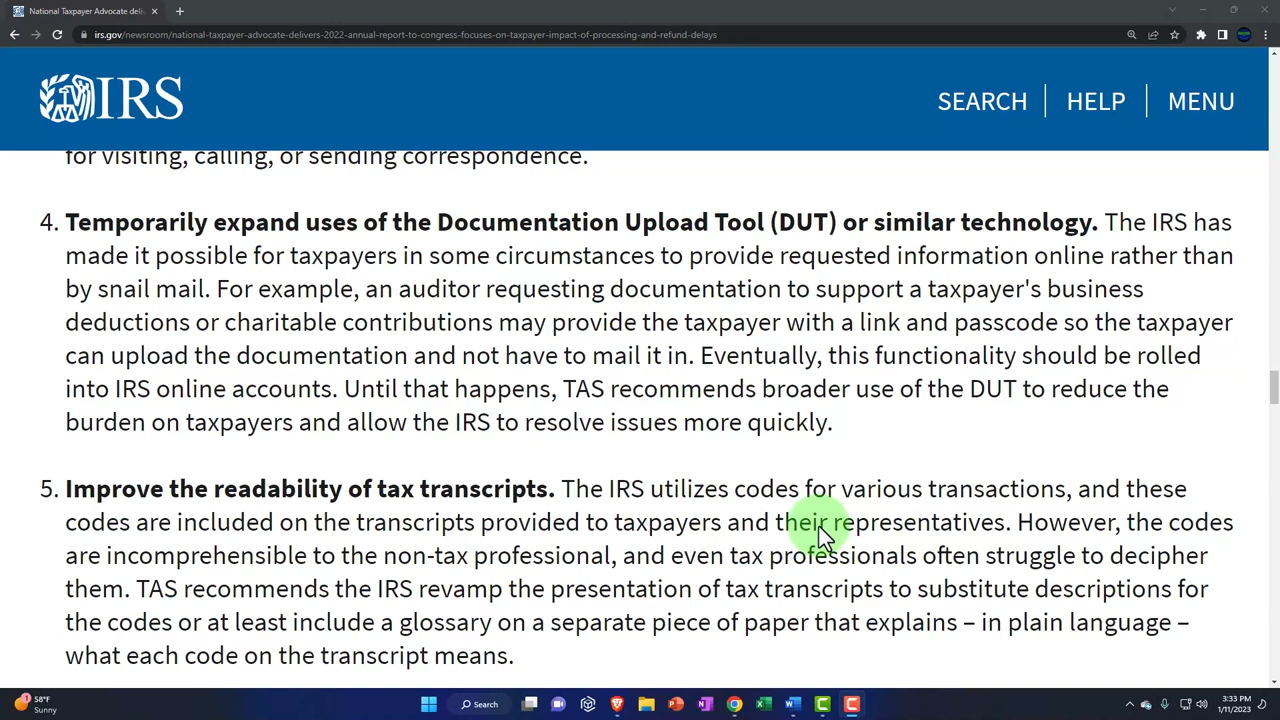 National Taxpayer Advocate deli
irs.gov/newsroom/national-taxpayer-advocate-delivers-2022-annual-report-to-congress-focuses-on-taxpayer-impact-of-processing-and-refund-delays
IRS
SEARCH
HELP
MENU
for visiting, calling, or sending correspondence.
4. Temporarily expand uses of the Documentation Upload Tool (DUT) or similar technology. The IRS has
made it possible for taxpayers in some circumstances to provide requested information online rather than
by snail mail. For example, an auditor requesting documentation to support a taxpayer's business
deductions or charitable contributions may provide the taxpayer with a link and passcode so the taxpayer
can upload the documentation and not have to mail it in. Eventually, this functionality should be rolled
into IRS online accounts. Until that happens, TAS recommends broader use of the DUT to reduce the
burden on taxpayers and allow the IRS to resolve issues more quickly.
5. Improve the readability of tax transcripts. The IRS utilizes codes for various transactions, and these
codes are included on the transcripts provided to taxpayers and their representatives. However, the codes
are incomprehensible to the non-tax professional, and even tax professionals often struggle to decipher
them. TAS recommends the IRS revamp the presentation of tax transcripts to substitute descriptions for
the codes or at least include a glossary on a separate piece of paper that explains – in plain language –
what each code on the transcript means.
1
58°F
Sunny
Search
3:33 PM
1/11/2023